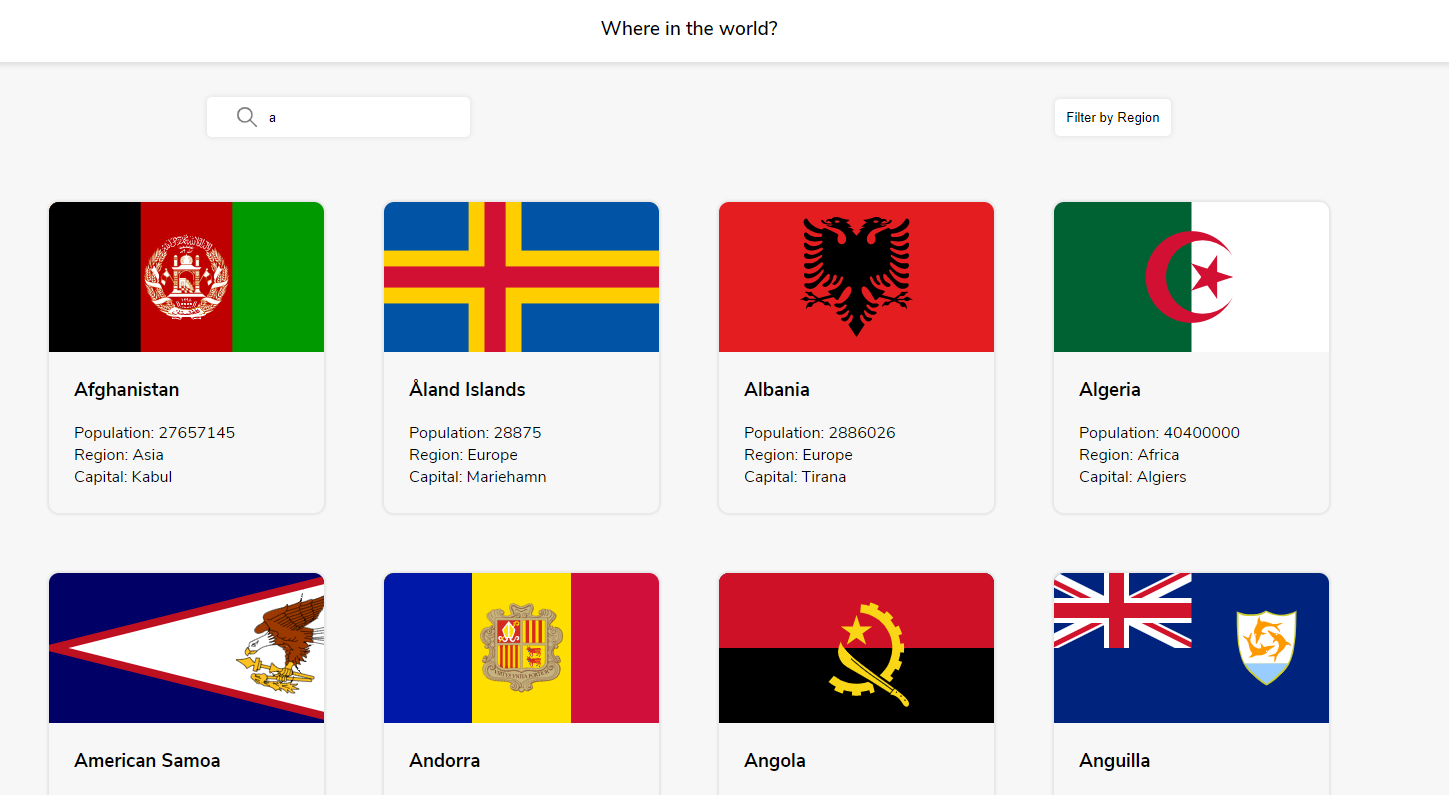 Where in the world?
a
Filter by Region
Afghanistan
Population: 27657145
Region: Asia
Capital: Kabul
Åland Islands
Population: 28875
Region: Europe
Capital: Mariehamn
Albania
Population: 2886026
Region: Europe
Capital: Tirana
Algeria
Population: 40400000
Region: Africa
Capital: Algiers
American Samoa
Andorra
Angola
Anguilla